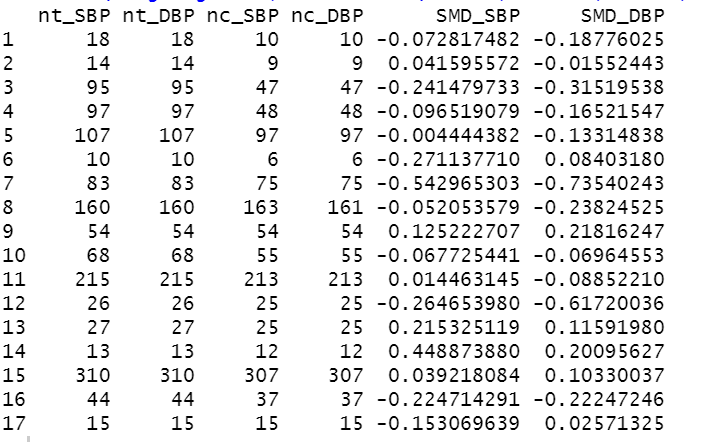 nt_SBP nt_DBP nc_SBP nc_DBP SMD_SBP SMD_DBP
1 18 18 10 10 -0.072817482 -0.18776025
2 14 14 9 9 0.041595572 -0.01552443
3 95 95 47 47 -0.241479733 -0.31519538
4 97 97 48 48 -0.096519079 -0.16521547
5 107 107 97 97 -0.004444382 -0.13314838
6 10 10 6 6 -0.271137710 0.08403180
7 83 83 75 75 -0.542965303 -0.73540243
8 160 160 163 161 -0.052053579 -0.23824525
9 54 54 54 54 0.125222707 0.21816247
10 68 68 55 55 -0.067725441 -0.06964553
11 215 215 213 213 0.014463145 -0.08852210
12 26 26 25 25 -0.264653980 -0.61720036
13 27 27 25 25 0.215325119 0.11591980
14 13 13 12 12 0.448873880 0.20095627
15 310 310 307 307 0.039218084 0.10330037
16 44 44 37 37 -0.224714291 -0.22247246
17 15 15 15 15 -0.153069639 0.02571325